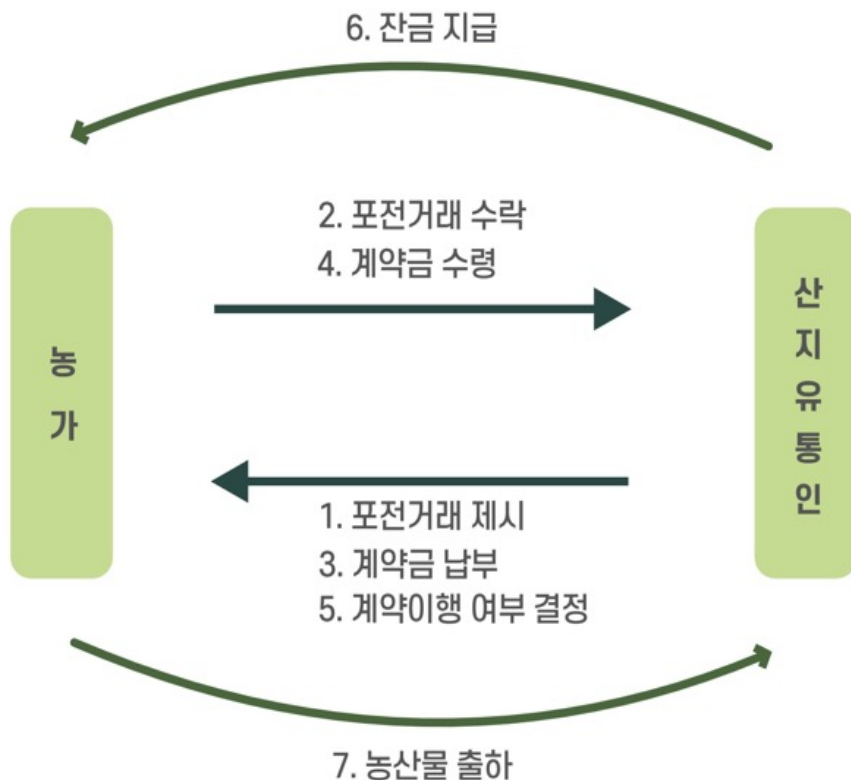 6. 잔금 지급
2. 포전거래 수락
4. 계약금 수령
농가
산지유통인
1. 포전거래 제시
3. 계약금 납부
5. 계약이행 여부 결정
7. 농산물 출하